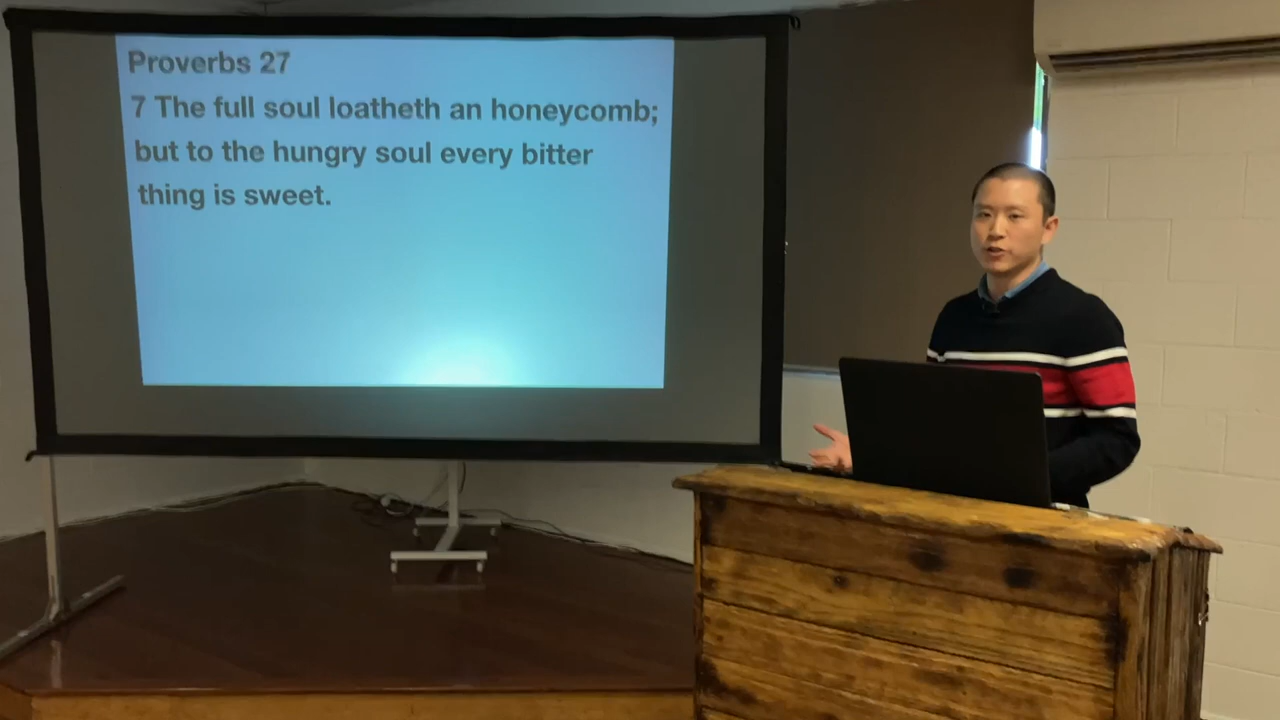 Proverbs 27
7 The full soul loatheth an honeycomb;
but to the hungry soul every bitter
thing is sweet.